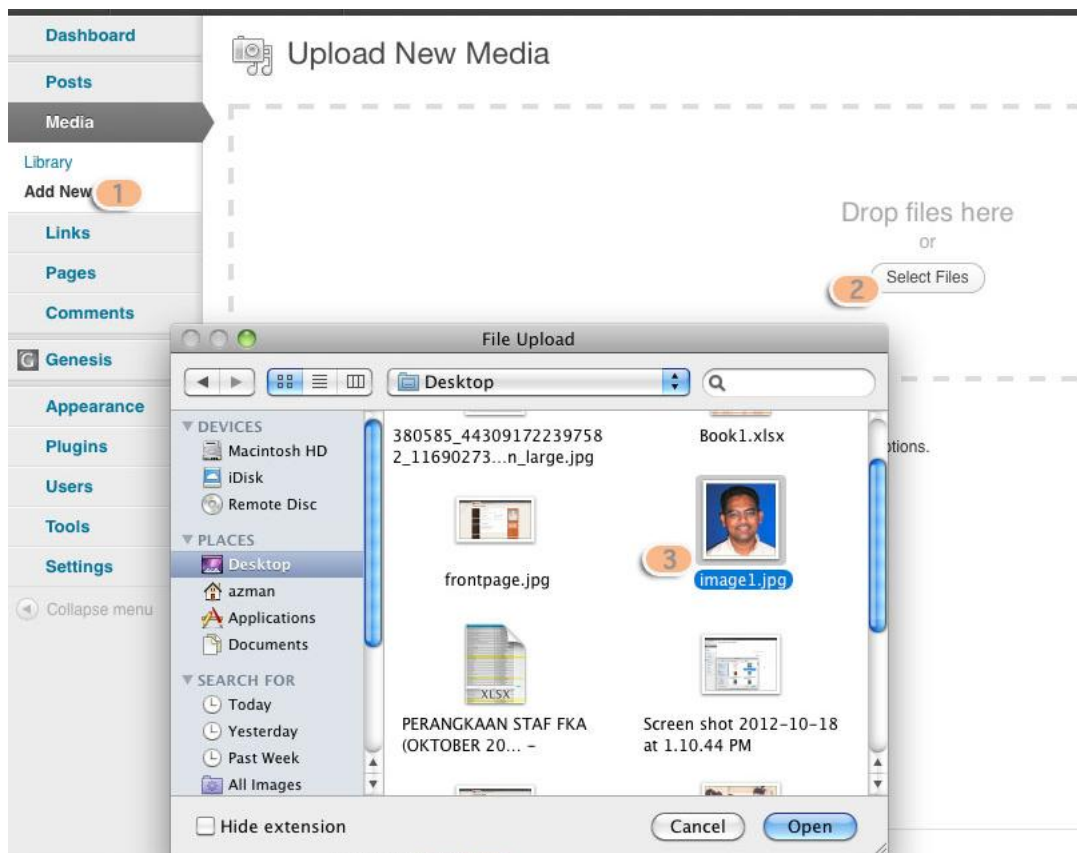 Dashboard
Posts
Media
Library
Add New 1
Links
Pages
Comments
G Genesis
Appearance
Plugins
Users
Tools
Settings
Collapse menu
Upload New Media
Drop files here
or
2 Select Files
ptions.
File Upload
Desktop
DEVICES
Macintosh HD
iDisk
Remote Disc
PLACES
Desktop
azman
Applications
Documents
SEARCH FOR
Today
Yesterday
Past Week
All Images
380585_44309172239758
2_11690273...n_large.jpg
Book1.xlsx
frontpage.jpg
3
image1.jpg
XLSX
PERANGKAAN STAF FKA
(OKTOBER 20... –
Screen shot 2012-10-18
at 1.10.44 PM
Hide extension
Cancel
Open